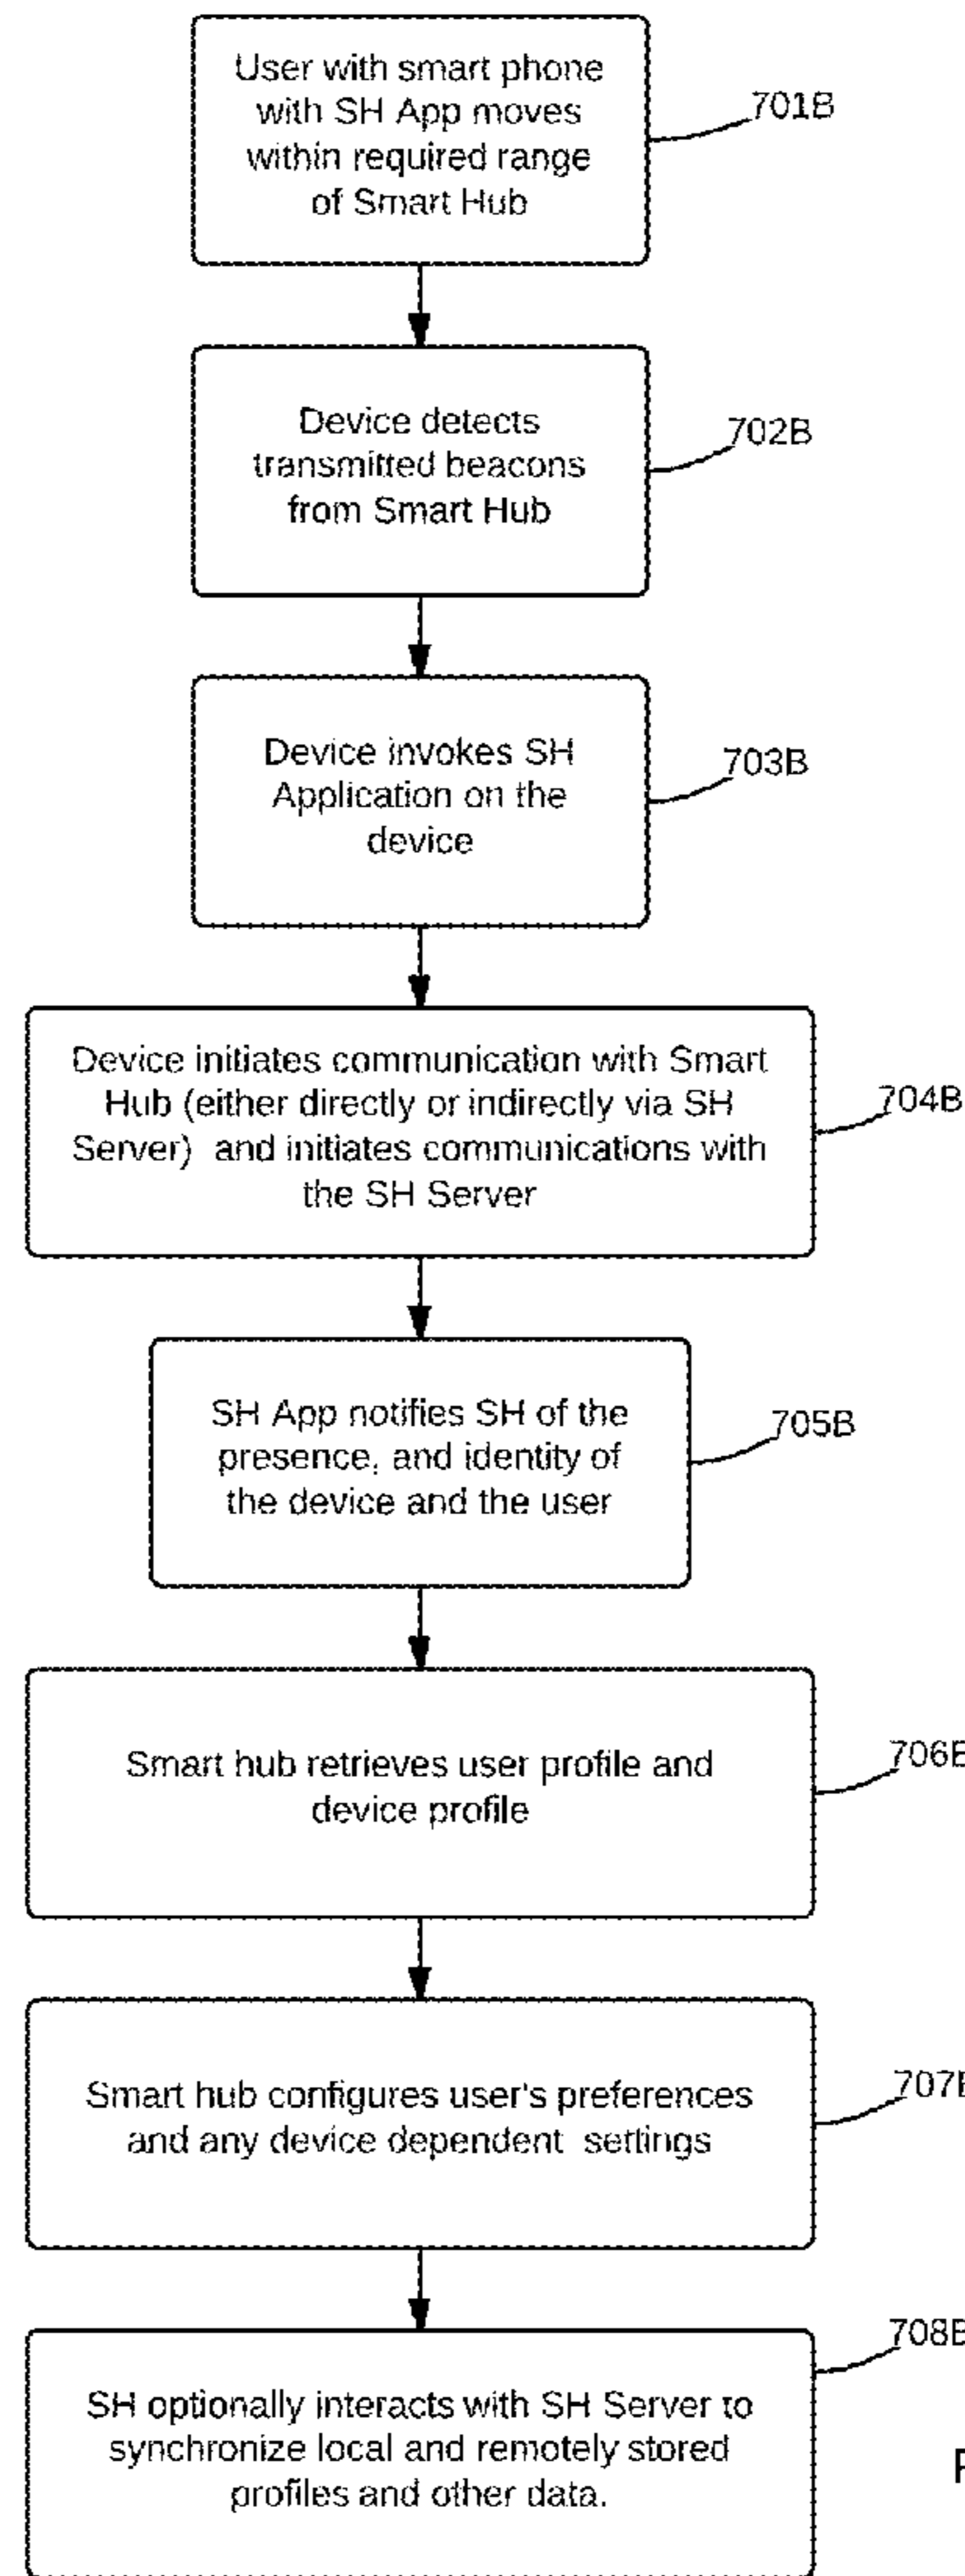 User with smart phone
with SH App moves
within required range
of Smart Hub
701B
Device detects
transmitted beacons
from Smart Hub
702B
Device invokes SH
Application on the
device
703B
Device initiates communication with Smart
Hub (either directly or indirectly via SH
Server)  and initiates communications with
the SH Server
704B
SH App notifies SH of the
presence, and identity of
the device and the user
705B
Smart hub retrieves user profile and
device profile
706B
Smart hub configures user's preferences
and any device dependent  settings
707B
SH optionally interacts with SH Server to
synchronize local and remotely stored
profiles and other data.
708B